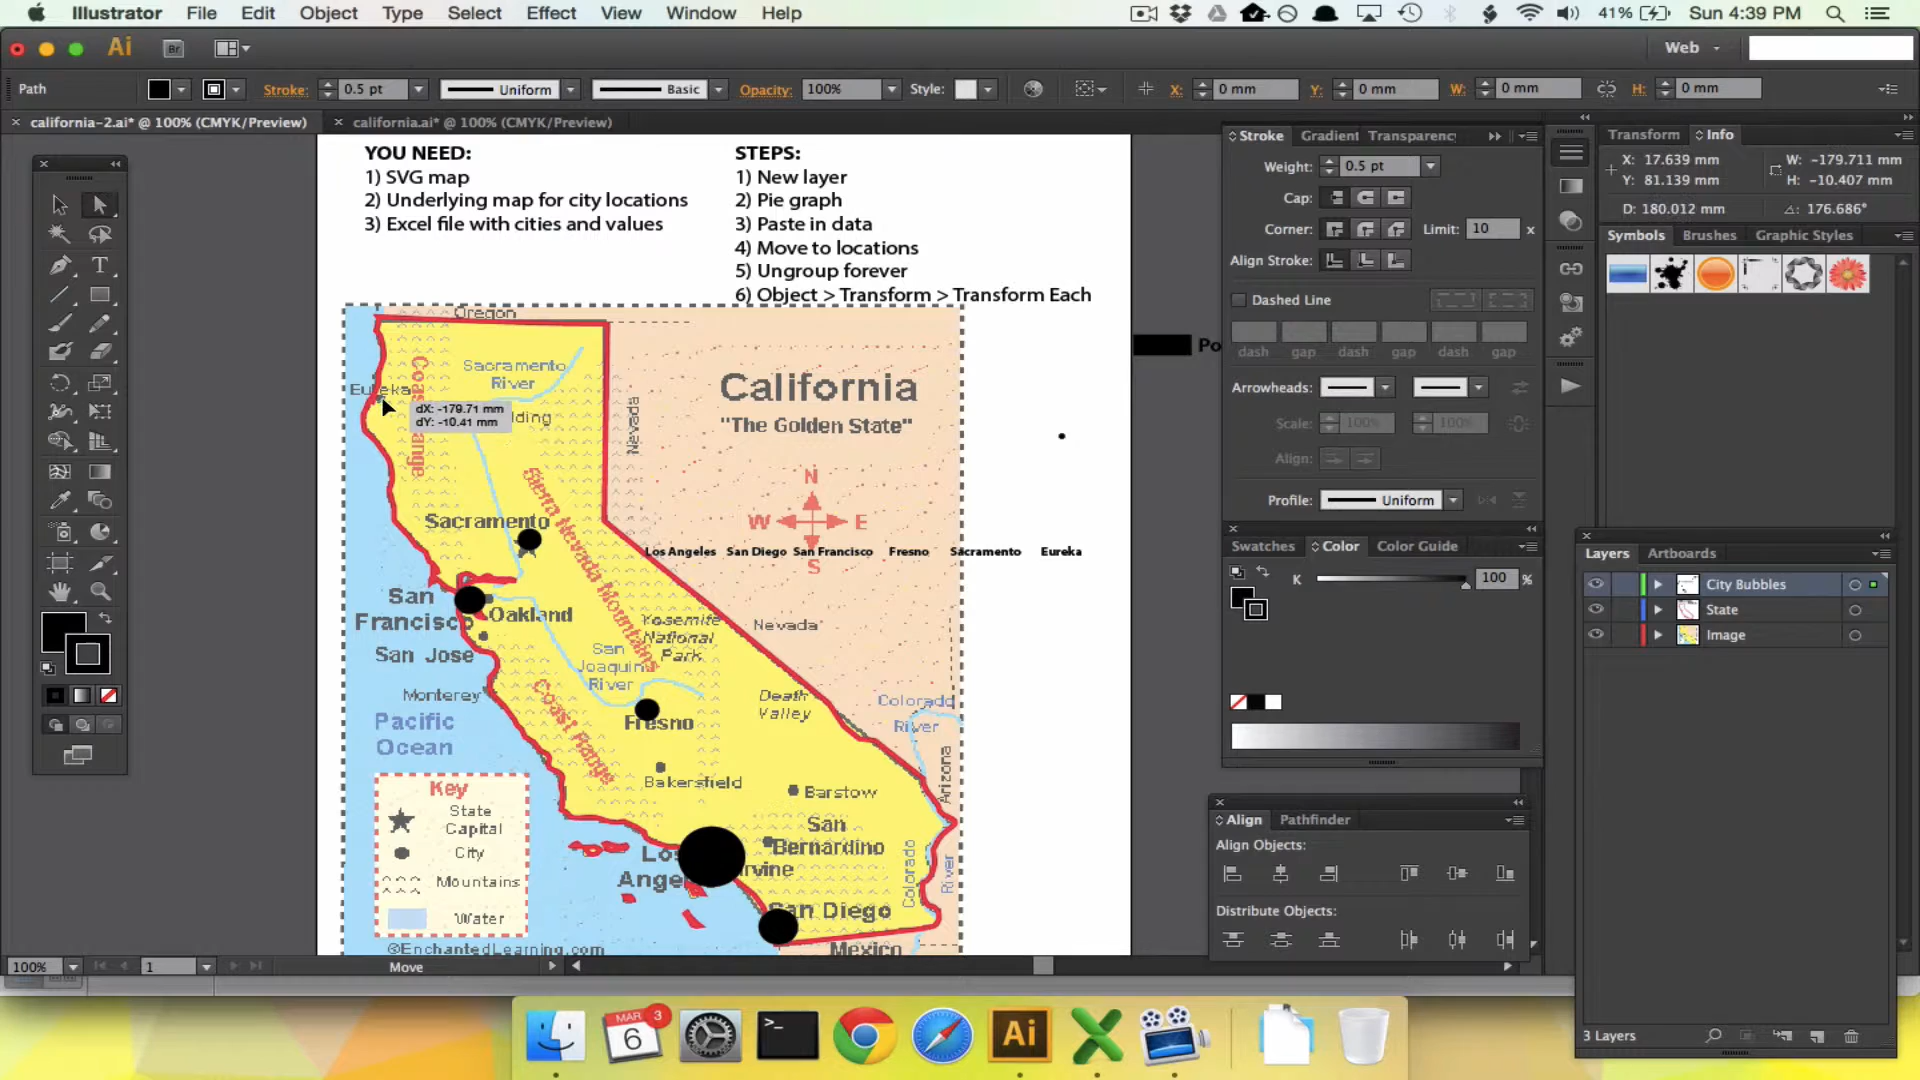 Illustrator File Edit Object Type Select Effect View Window Help
41% Sun 4:39 PM
Ai Br Web
Path Stroke: 0.5 pt Uniform Basic Opacity: 100% Style: X: 0 mm Y: 0 mm W: 0 mm H: 0 mm
× california-2.ai* @ 100% (CMYK/Preview) × california.ai* @ 100% (CMYK/Preview)
YOU NEED:
1) SVG map
2) Underlying map for city locations
3) Excel file with cities and values
STEPS:
1) New layer
2) Pie graph
3) Paste in data
4) Move to locations
5) Ungroup forever
6) Object > Transform > Transform Each
Oregon
Sacramento
River
Eureka
dX: -179.71 mm
dY: -10.41 mm
Nevada
California
"The Golden State"
N
W E
S
Sierra Nevada Mountains
Sacramento
Los Angeles San Diego San Francisco Fresno Sacramento Eureka
San
Francisco
Oakland
San Jose
Yosemite
National
Park
Nevada
San
Joaquin
River
Monterey
Pacific
Ocean
Coast Range
Fresno
Death
Valley
Colorado
River
Arizona
Bakersfield
Barstow
San
Bernardino
Irvine
San Diego
Colorado
River
Mexico
Key
State
Capital
City
Mountains
Water
©EnchantedLearning.com
Po
Stroke Gradient Transparenc
Weight: 0.5 pt
Cap:
Corner: Limit: 10 x
Align Stroke:
Dashed Line
dash gap dash gap dash gap
Arrowheads:
Scale: 100% 100%
Align:
Profile: Uniform
Swatches Color Color Guide
K 100 %
Align Pathfinder
Align Objects:
Distribute Objects:
Transform Info
X: 17.639 mm
Y: 81.139 mm
W: -179.711 mm
H: -10.407 mm
D: 180.012 mm
176.686°
Symbols Brushes Graphic Styles
Layers Artboards
City Bubbles
State
Image
3 Layers
100% 1 Move
MAR
6
3
Ai